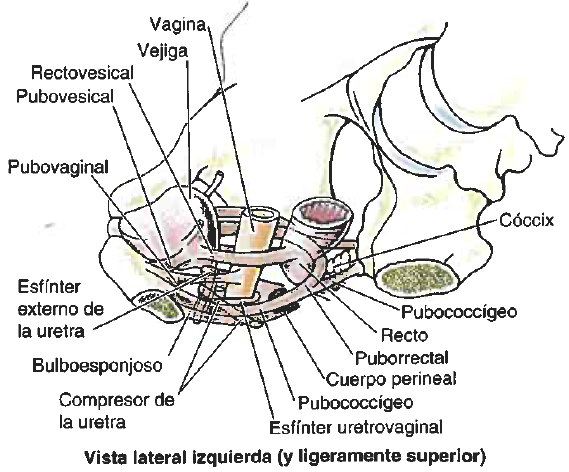 Vagina
Vejiga
Rectovesical
Pubovesical
Pubovaginal
Cóccix
Esfínter
externo de
la uretra
Pubococcígeo
Recto
Bulboesponjoso
Puborrectal
Cuerpo perineal
Compresor de
la uretra
Pubococcígeo
Esfínter uretrovaginal
Vista lateral izquierda (y ligeramente superior)